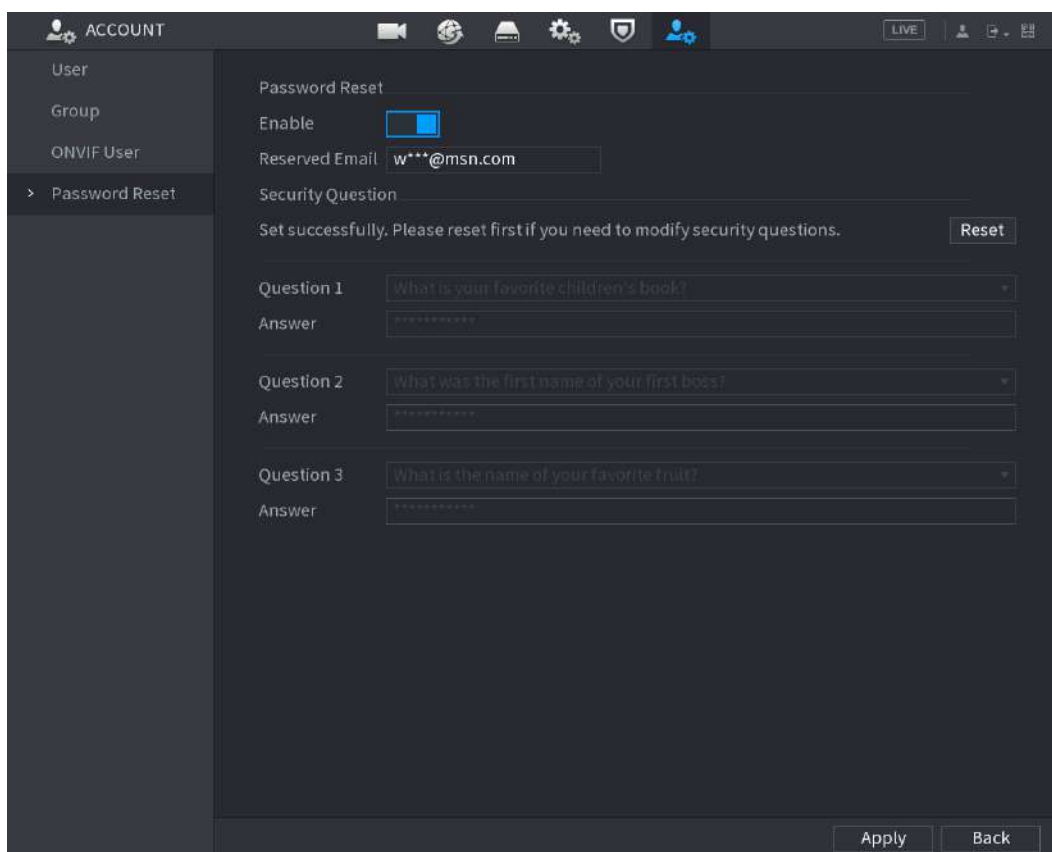 ACCOUNT
LIVE
User
Group
ONVIF User
> Password Reset
Password Reset
Enable
Reserved Email w***@msn.com
Security Question
Set successfully. Please reset first if you need to modify security questions. Reset
Question 1 What is your favorite children's book?
Answer ***********
Question 2 What was the first name of your first boss?
Answer ***********
Question 3 What is the name of your favorite fruit?
Answer ***********
Apply Back